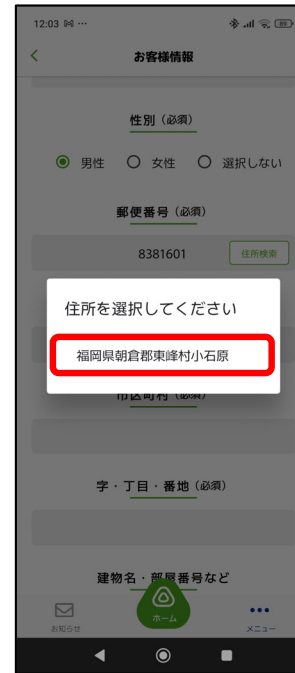 12:03
お客様情報
性別（必須）
男性 女性 選択しない
郵便番号（必須）
8381601 住所検索
住所を選択してください
福岡県朝倉郡東峰村小石原
市区町村（必須）
字・丁目・番地（必須）
建物名・部屋番号など
お知らせ ホーム メニュー